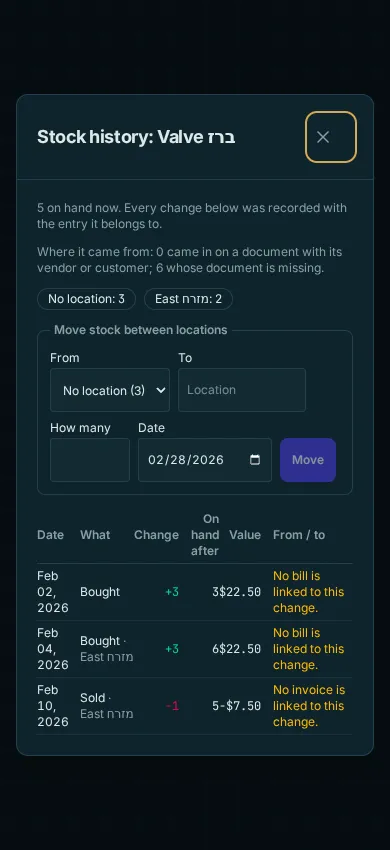 Stock history: Valve ברז
5 on hand now. Every change below was recorded with
the entry it belongs to.
Where it came from: 0 came in on a document with its
vendor or customer; 6 whose document is missing.
No location: 3
East מזרח: 2
Move stock between locations
From
To
No location (3)
Location
How many
Date
02/28/2026
Move
Date What Change On hand after Value From / to
Feb 02, 2026 Bought +3 3 $22.50 No bill is linked to this change.
Feb 04, 2026 Bought · East מזרח +3 6 $22.50 No bill is linked to this change.
Feb 10, 2026 Sold · East מזרח -1 5 -$7.50 No invoice is linked to this change.